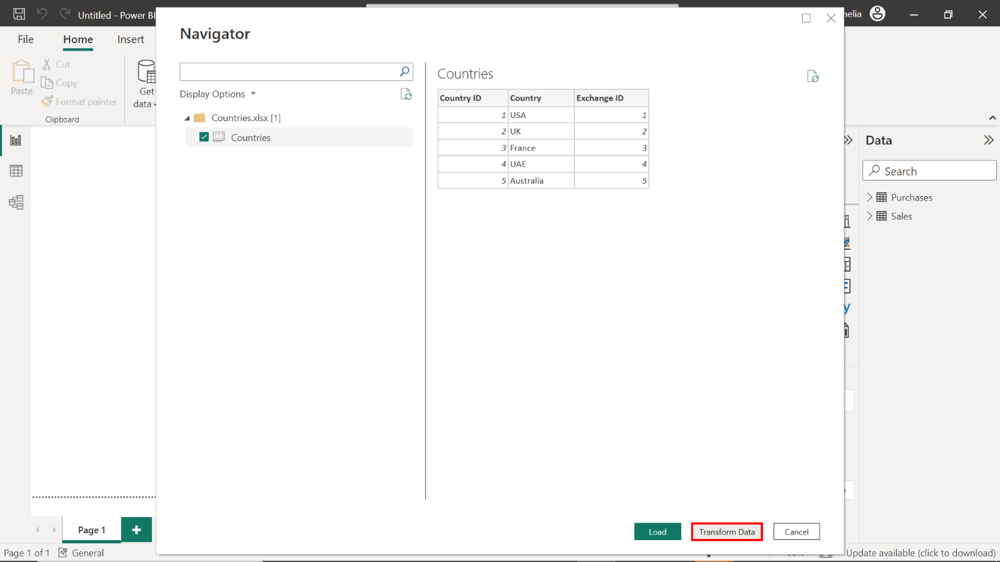 Untitled - Power BI
nelia
File
Home
Insert
Paste
Cut
Copy
Format painter
Clipboard
Get
data
Navigator
Display Options
Countries.xlsx [1]
Countries
Countries
Country ID Country Exchange ID
1 USA 1
2 UK 2
3 France 3
4 UAE 4
5 Australia 5
Load
Transform Data
Cancel
Data
Search
Purchases
Sales
Page 1
Page 1 of 1
General
Update available (click to download)